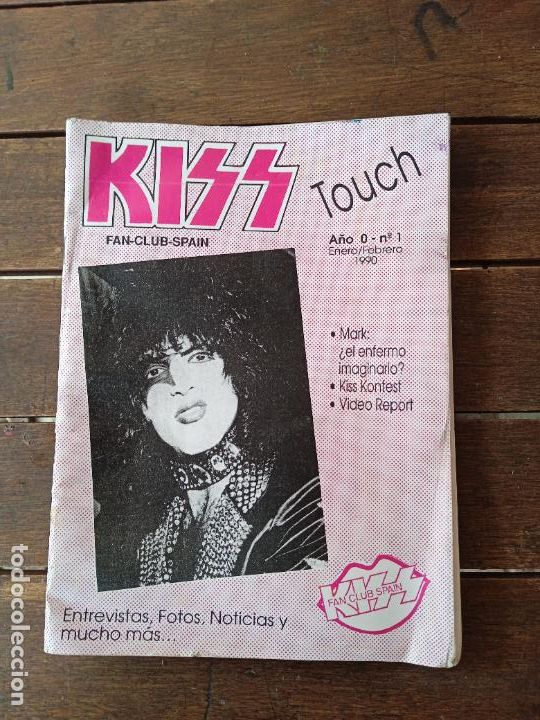 KISS
Touch
FAN-CLUB-SPAIN
Año 0 - nº 1
Enero/Febrero
1990
• Mark:
¿el enfermo
imaginario?
• Kiss Kontest
• Video Report
KISS
FAN CLUB SPAIN
Entrevistas, Fotos, Noticias y
mucho más...
todocoleccion